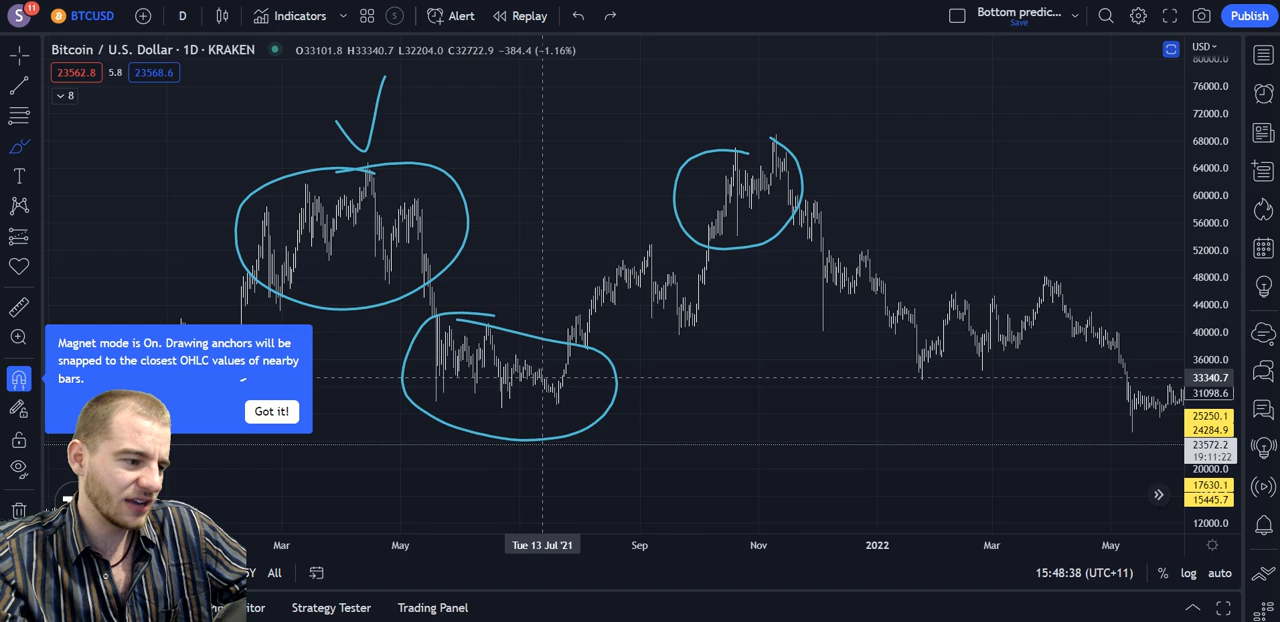 S 11 BTCUSD D Indicators S Alert Replay Bottom predic... Save Publish
Bitcoin / U.S. Dollar · 1D · KRAKEN O33101.8 H33340.7 L32204.0 C32722.9 -384.4 (-1.16%) USD
23562.8 5.8 23568.6
8
80000.0
76000.0
72000.0
68000.0
64000.0
60000.0
56000.0
52000.0
48000.0
44000.0
40000.0
36000.0
33340.7
31098.6
25250.1
24284.9
23572.2
19:11:22
20000.0
17630.1
15445.7
12000.0
Magnet mode is On. Drawing anchors will be
snapped to the closest OHLC values of nearby
bars.
Got it!
Mar May Tue 13 Jul '21 Sep Nov 2022 Mar May
All 15:48:38 (UTC+11) % log auto
Strategy Tester Trading Panel